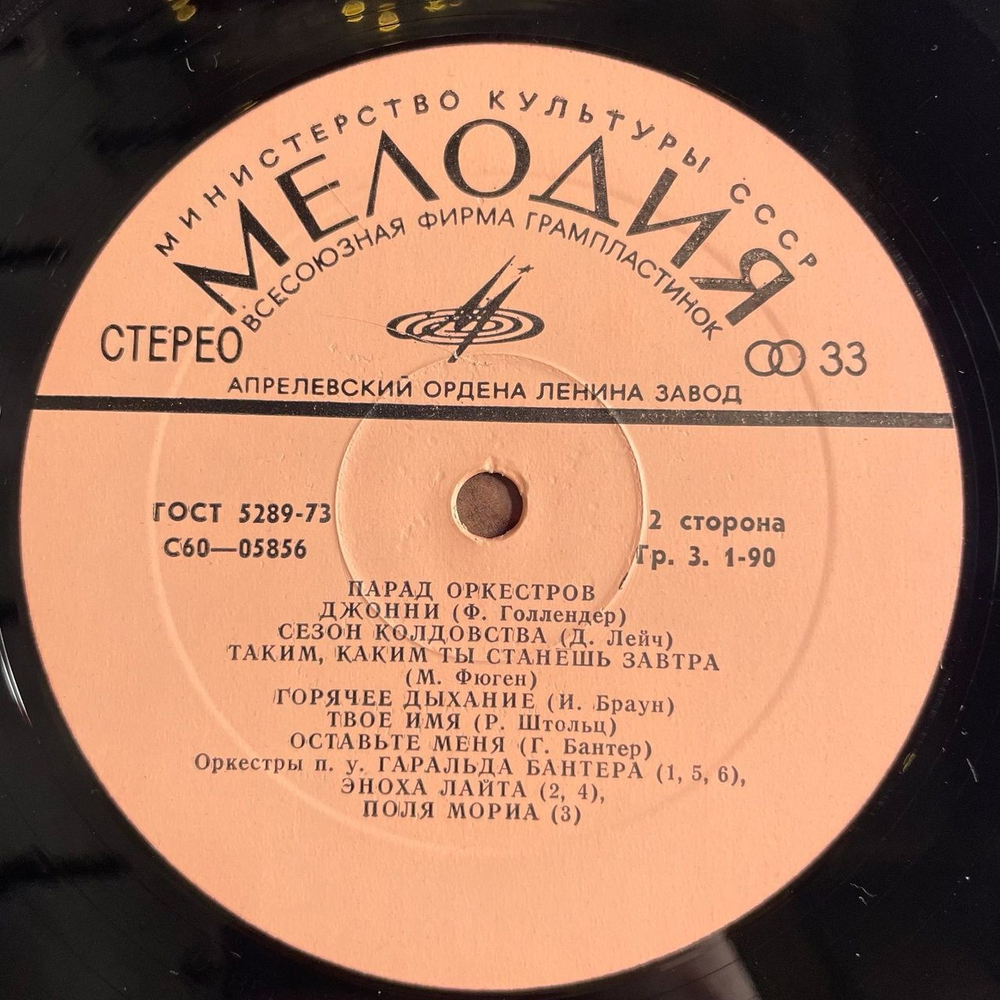 МИНИСТЕРСТВО КУЛЬТУРЫ СССР
МЕЛОДИЯ
ВСЕСОЮЗНАЯ ФИРМА ГРАМПЛАСТИНОК
СТЕРЕО
33
АПРЕЛЕВСКИЙ ОРДЕНА ЛЕНИНА ЗАВОД
ГОСТ 5289-73
С60—05856
2 сторона
Гр. 3. 1-90
ПАРАД ОРКЕСТРОВ
ДЖОННИ (Ф. Голлендер)
СЕЗОН КОЛДОВСТВА (Д. Лейч)
ТАКИМ, КАКИМ ТЫ СТАНЕШЬ ЗАВТРА
(М. Фюген)
ГОРЯЧЕЕ ДЫХАНИЕ (И. Браун)
ТВОЕ ИМЯ (Р. Штольц)
ОСТАВЬТЕ МЕНЯ (Г. Бантер)
Оркестры п. у. ГАРАЛЬДА БАНТЕРА (1, 5, 6),
ЭНОХА ЛАЙТА (2, 4),
ПОЛЯ МОРИА (3)